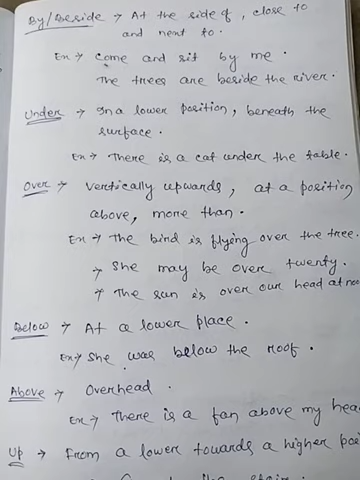 By/Beside → At the side of, close to
and next to.
Ex → Come and sit by me.
The trees are beside the river.
Under → In a lower position, beneath the
surface.
Ex → There is a cat under the table.
Over → Vertically upwards, at a position
above, more than.
Ex → The bird is flying over the tree.
→ She may be over twenty.
→ The sun is over our head at noo
Below → At a lower place.
Ex → She was below the roof.
Above → Overhead.
Ex → There is a fan above my hea
Up → From a lower towards a higher poi